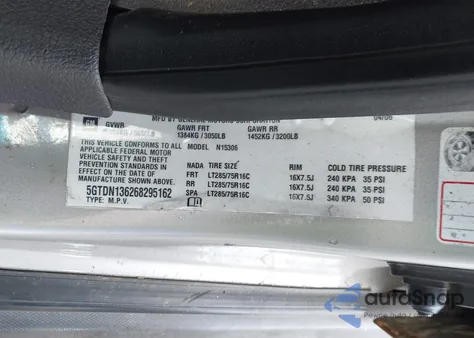 GM MFD BY GENERAL MOTORS CORPORATION 04/06
GVWR GAWR FRT GAWR RR
1384KG / 3050LB 1452KG / 3200LB
THIS VEHICLE CONFORMS TO ALL MODEL N15306
APPLICABLE FEDERAL MOTOR
VEHICLE SAFETY STANDARDS IN
EFFECT ON THE DATE OF
MANUFACTURE SHOWN ABOVE.
NADA TIRE SIZE RIM COLD TIRE PRESSURE
5GTDN136268295162 FRT LT285/75R16C 16X7.5J 240 KPA 35 PSI
TYPE: M.P.V. RR LT285/75R16C 16X7.5J 240 KPA 35 PSI
SPA LT285/75R16C 16X7.5J 340 KPA 50 PSI
autoSnap